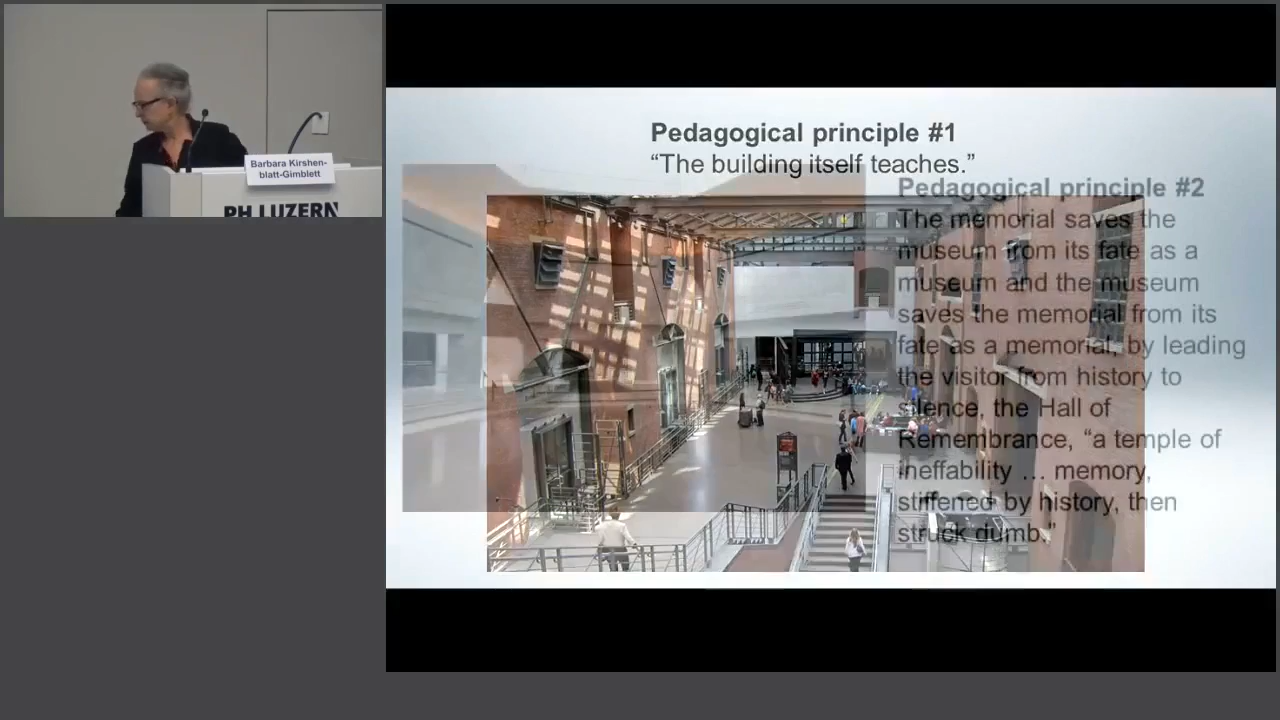 Barbara Kirshen-
blatt-Gimblett
PH LUZERN
Pedagogical principle #1
“The building itself teaches.”
Pedagogical principle #2
The memorial saves the
museum from its fate as a
museum and the museum
saves the memorial from its
fate as a memorial, by leading
the visitor from history to
silence, the Hall of
Remembrance, “a temple of
ineffability … memory,
stiffened by history, then
struck dumb.”